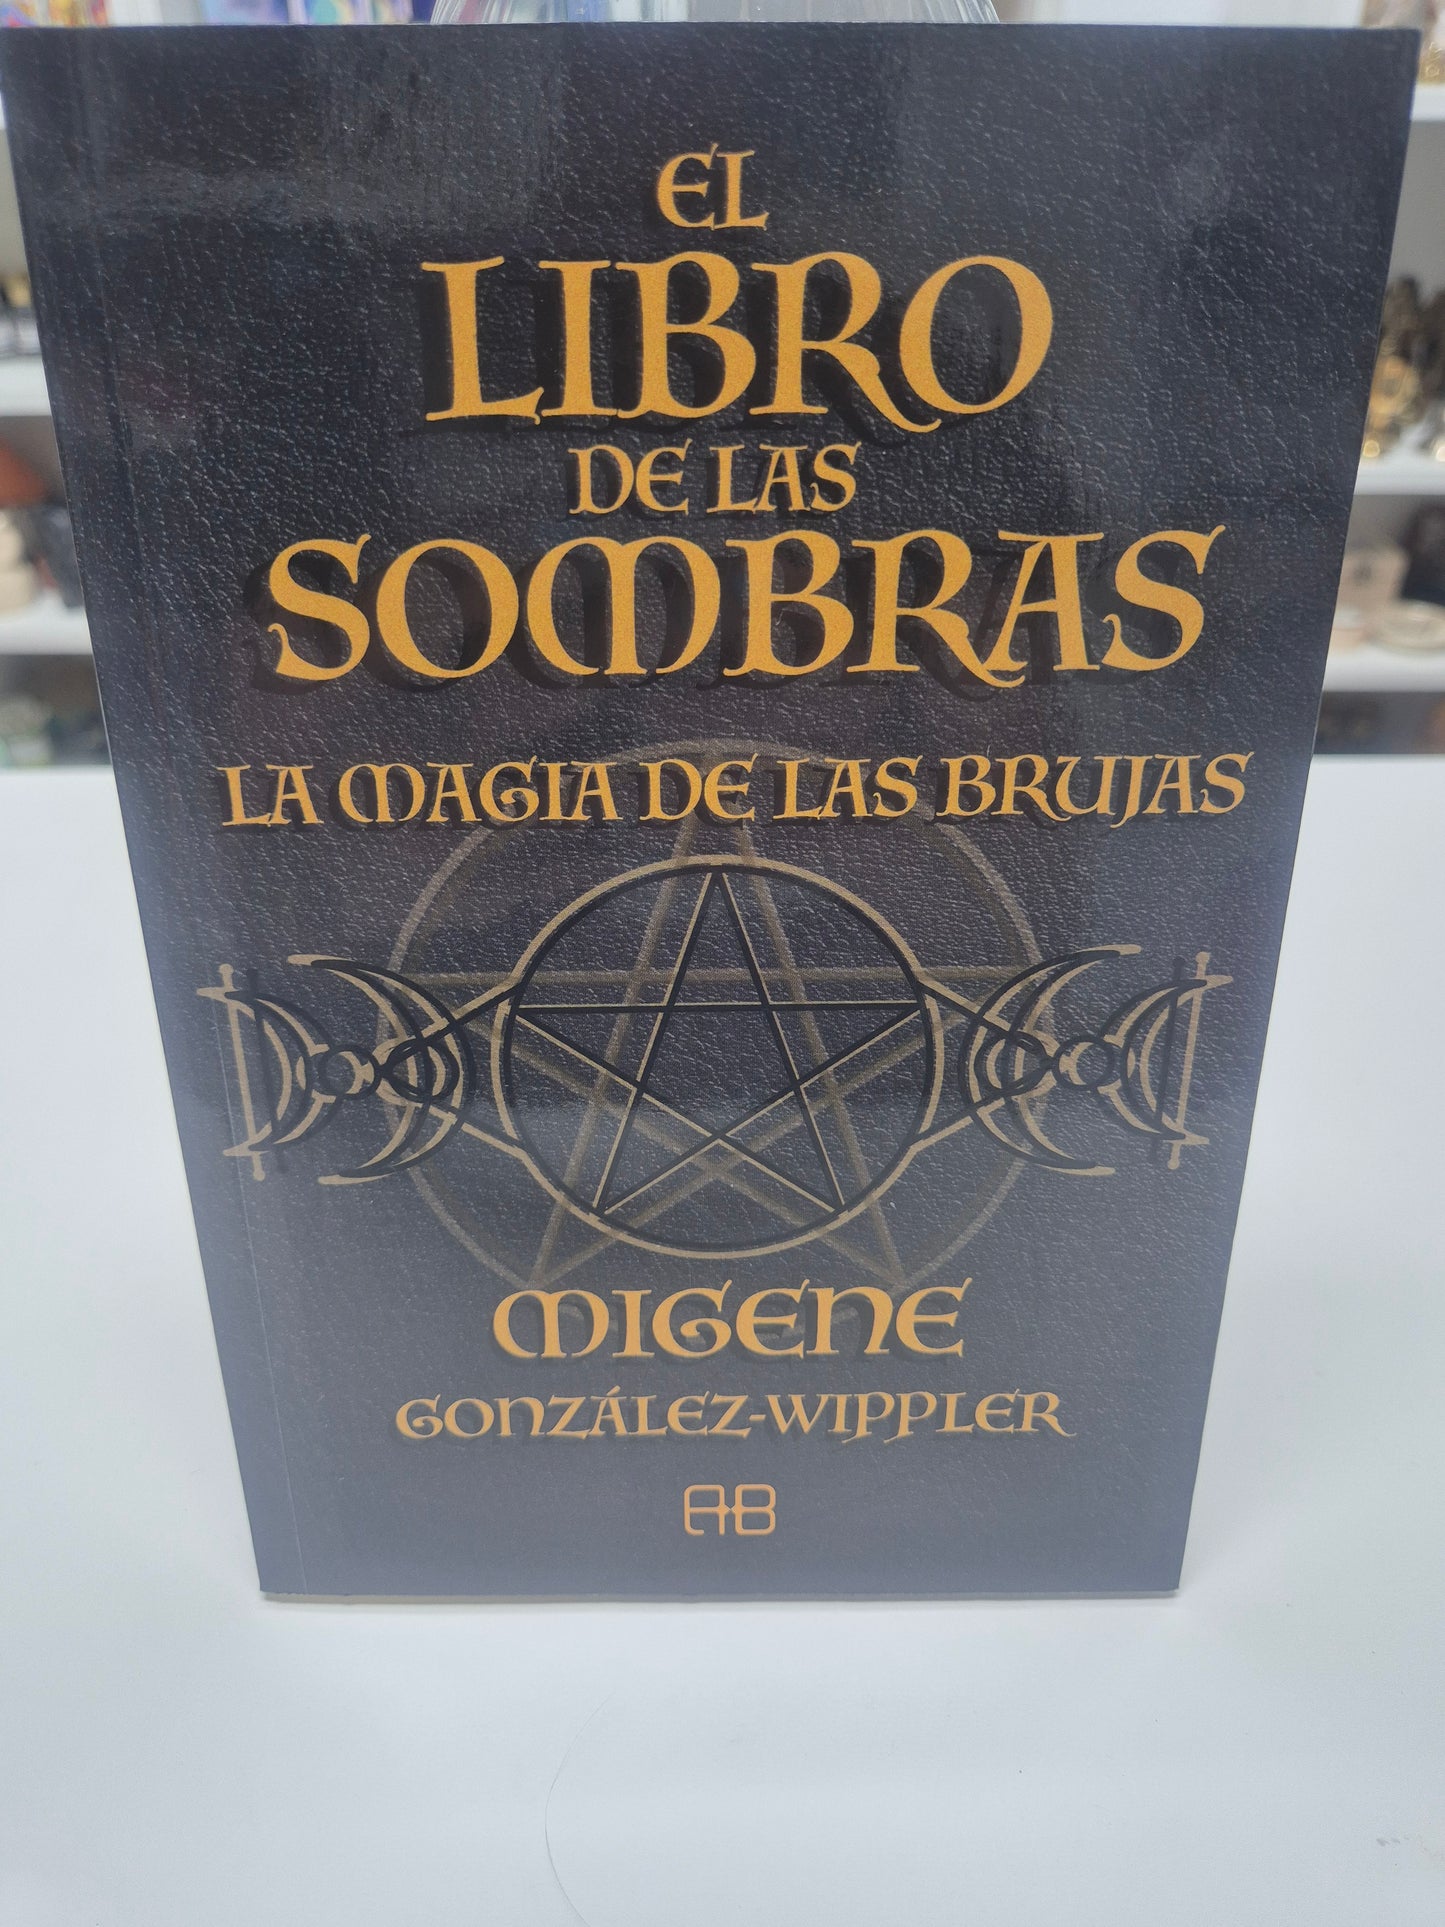 EL
LIBRO
DE LAS
SOMBRAS
LA MAGIA DE LAS BRUJAS
MIGENE
GONZÁLEZ-WIPPLER
AB